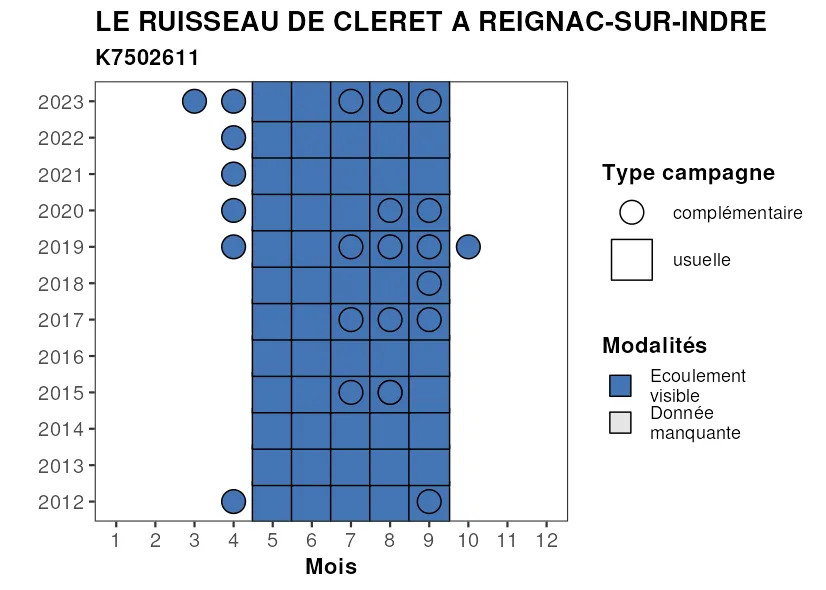 LE RUISSEAU DE CLERET A REIGNAC-SUR-INDRE
K7502611
2023
2022
2021
2020
2019
2018
2017
2016
2015
2014
2013
2012
1 2 3 4 5 6 7 8 9 10 11 12
Mois
Type campagne
complémentaire
usuelle
Modalités
Ecoulement
visible
Donnée
manquante